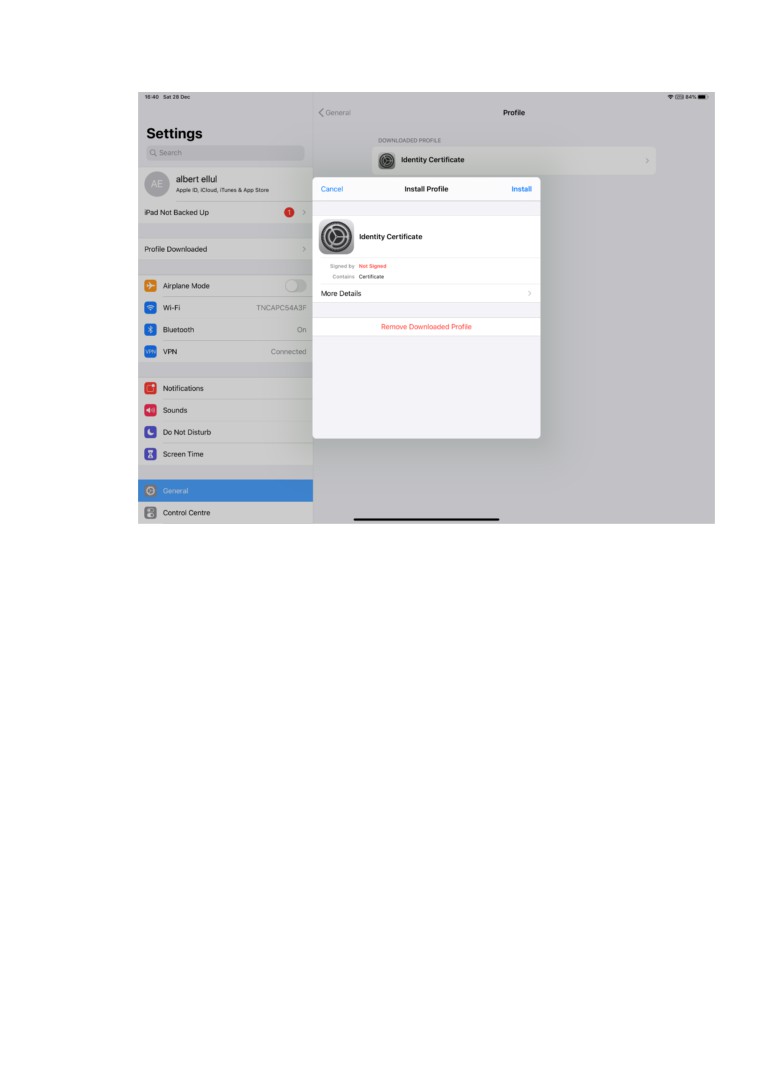 16:40 Sat 28 Dec
VPN 84%
Settings
Search
AE
albert ellul
Apple ID, iCloud, iTunes & App Store
iPad Not Backed Up 1
Profile Downloaded
Airplane Mode
Wi-Fi TNCAPC54A3F
Bluetooth On
VPN VPN Connected
Notifications
Sounds
Do Not Disturb
Screen Time
General
Control Centre
General
Profile
DOWNLOADED PROFILE
Identity Certificate
Cancel Install Profile Install
Identity Certificate
Signed by Not Signed
Contains Certificate
More Details
Remove Downloaded Profile